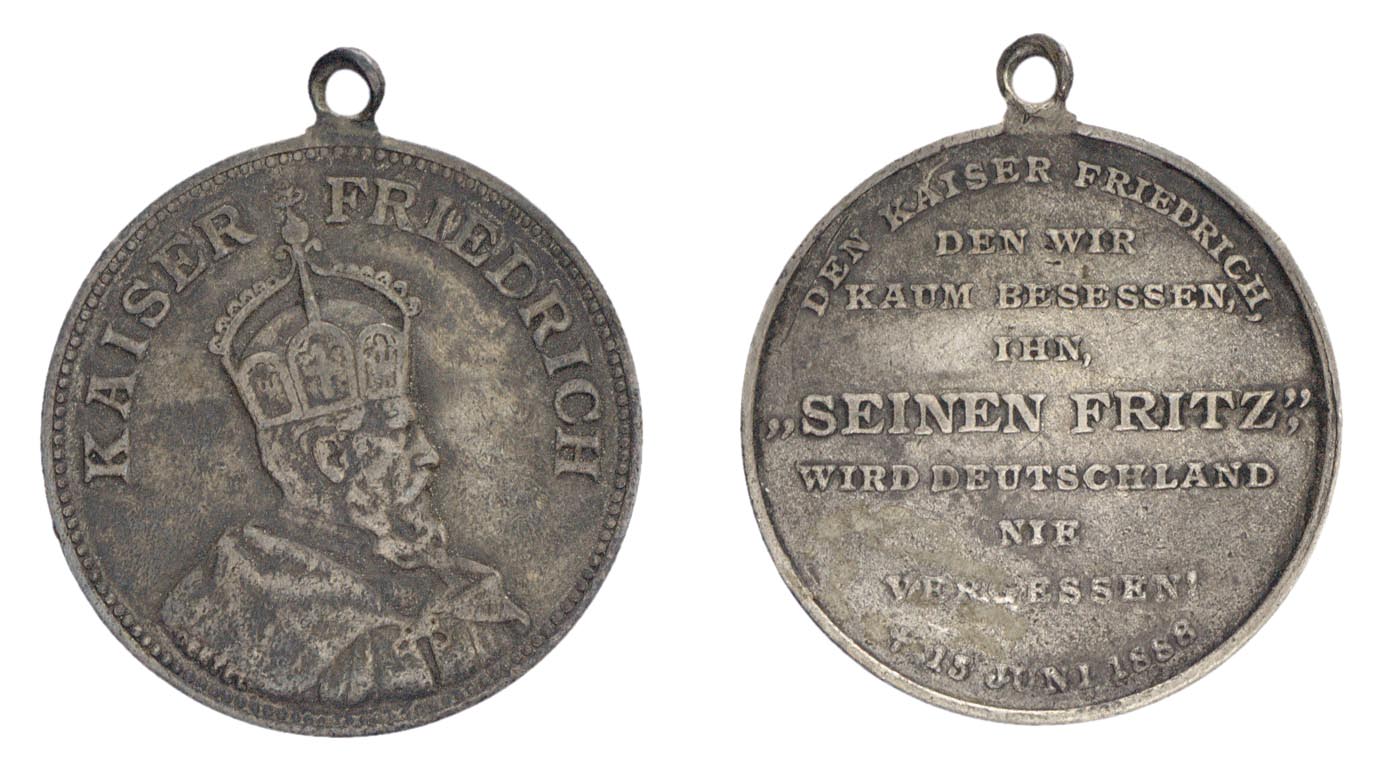 KAISER FRIEDRICH
DEN KAISER FRIEDRICH,
DEN WIR
KAUM BESESSEN,
IHN,
„SEINEN FRITZ”,
WIRD DEUTSCHLAND
NIE
VERGESSEN!
† 15 JUNI 1888